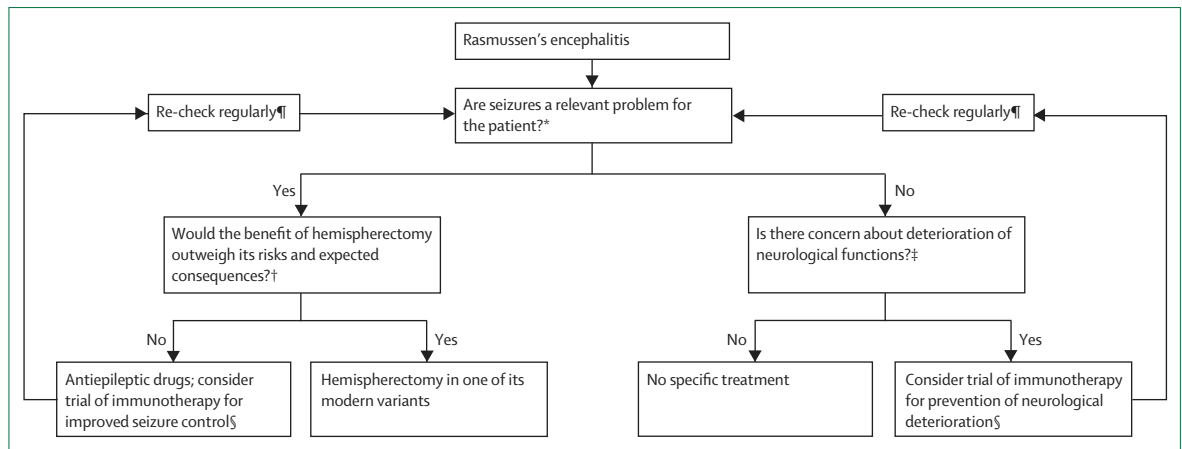 Rasmussen's encephalitis
Re-check regularly¶
Are seizures a relevant problem for
the patient?*
Re-check regularly¶
Yes
No
Would the benefit of hemispherectomy
outweigh its risks and expected
consequences?†
Is there concern about deterioration of
neurological functions?‡
No
Yes
No
Yes
Antiepileptic drugs; consider
trial of immunotherapy for
improved seizure control§
Hemispherectomy in one of its
modern variants
No specific treatment
Consider trial of immunotherapy
for prevention of neurological
deterioration§